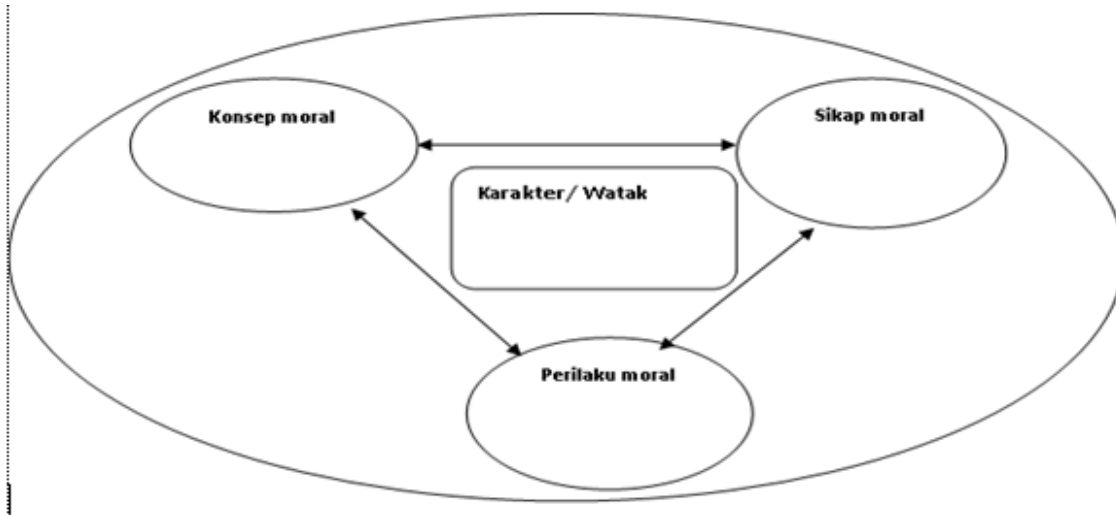 Konsep moral
Sikap moral
Karakter/ Watak
Perilaku moral